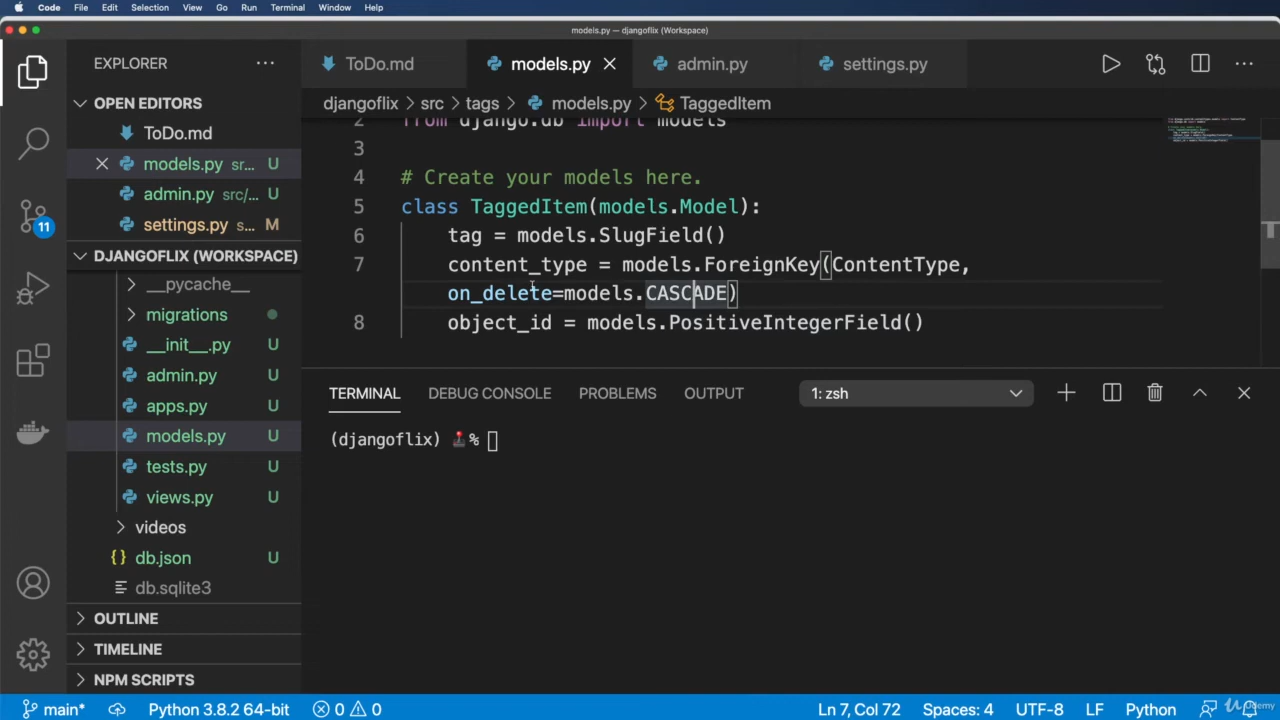 Code File Edit Selection View Go Run Terminal Window Help
models.py — djangoflix (Workspace)
EXPLORER
ToDo.md models.py admin.py settings.py
djangoflix > src > tags > models.py > TaggedItem
OPEN EDITORS
ToDo.md
models.py sr... U
admin.py src/... U
settings.py s... M
11
DJANGOFLIX (WORKSPACE)
__pycache__
migrations
__init__.py U
admin.py U
apps.py U
models.py U
tests.py U
views.py U
videos
db.json U
db.sqlite3
OUTLINE
TIMELINE
NPM SCRIPTS
2 from django.db import models
3
4 # Create your models here.
5 class TaggedItem(models.Model):
6 tag = models.SlugField()
7 content_type = models.ForeignKey(ContentType,
on_delete=models.CASCADE)
8 object_id = models.PositiveIntegerField()
TERMINAL DEBUG CONSOLE PROBLEMS OUTPUT 1: zsh
(djangoflix) %
main* Python 3.8.2 64-bit 0 0 Ln 7, Col 72 Spaces: 4 UTF-8 LF Python
Udemy